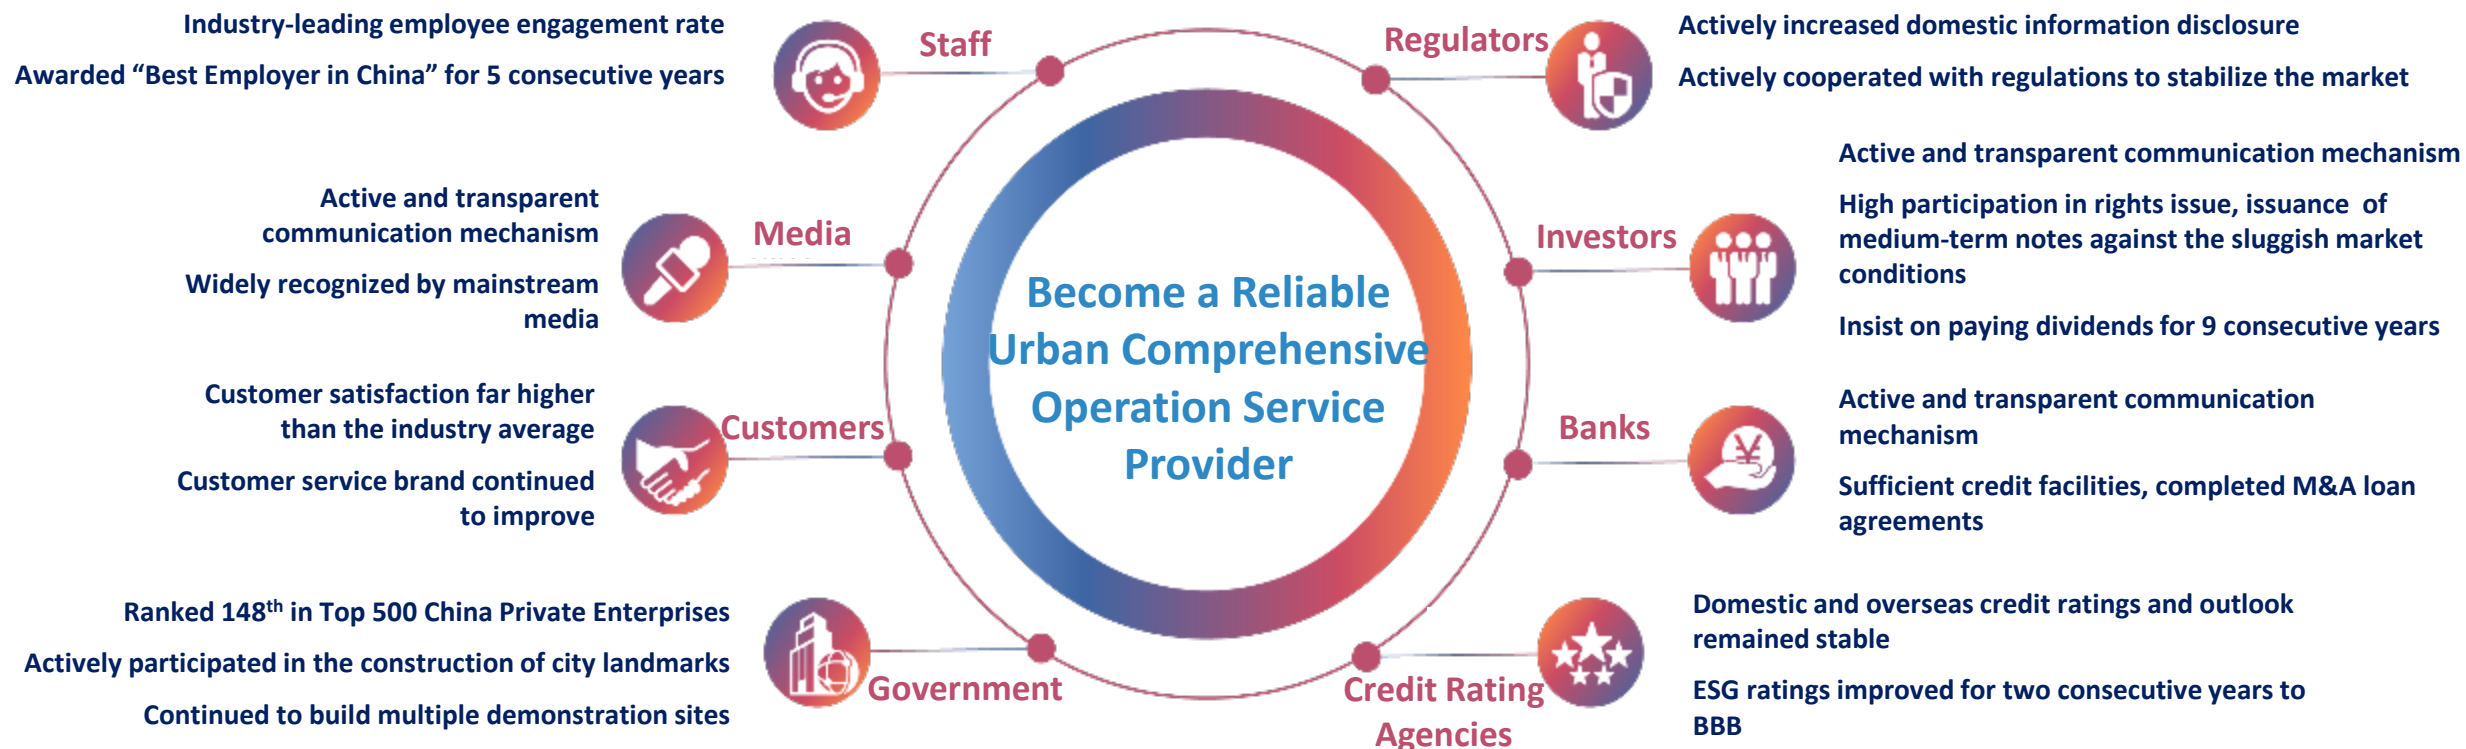 Industry-leading employee engagement rate
Awarded “Best Employer in China” for 5 consecutive years
Staff
Regulators
Actively increased domestic information disclosure
Actively cooperated with regulations to stabilize the market
Active and transparent
communication mechanism
Widely recognized by mainstream
media
Media
Investors
Active and transparent communication mechanism
High participation in rights issue, issuance of
medium-term notes against the sluggish market
conditions
Insist on paying dividends for 9 consecutive years
Become a Reliable
Urban Comprehensive
Operation Service
Provider
Customer satisfaction far higher
than the industry average
Customer service brand continued
to improve
Customers
Banks
Active and transparent communication
mechanism
Sufficient credit facilities, completed M&A loan
agreements
Ranked 148th in Top 500 China Private Enterprises
Actively participated in the construction of city landmarks
Continued to build multiple demonstration sites
Government
Credit Rating
Agencies
Domestic and overseas credit ratings and outlook
remained stable
ESG ratings improved for two consecutive years to
BBB
¥